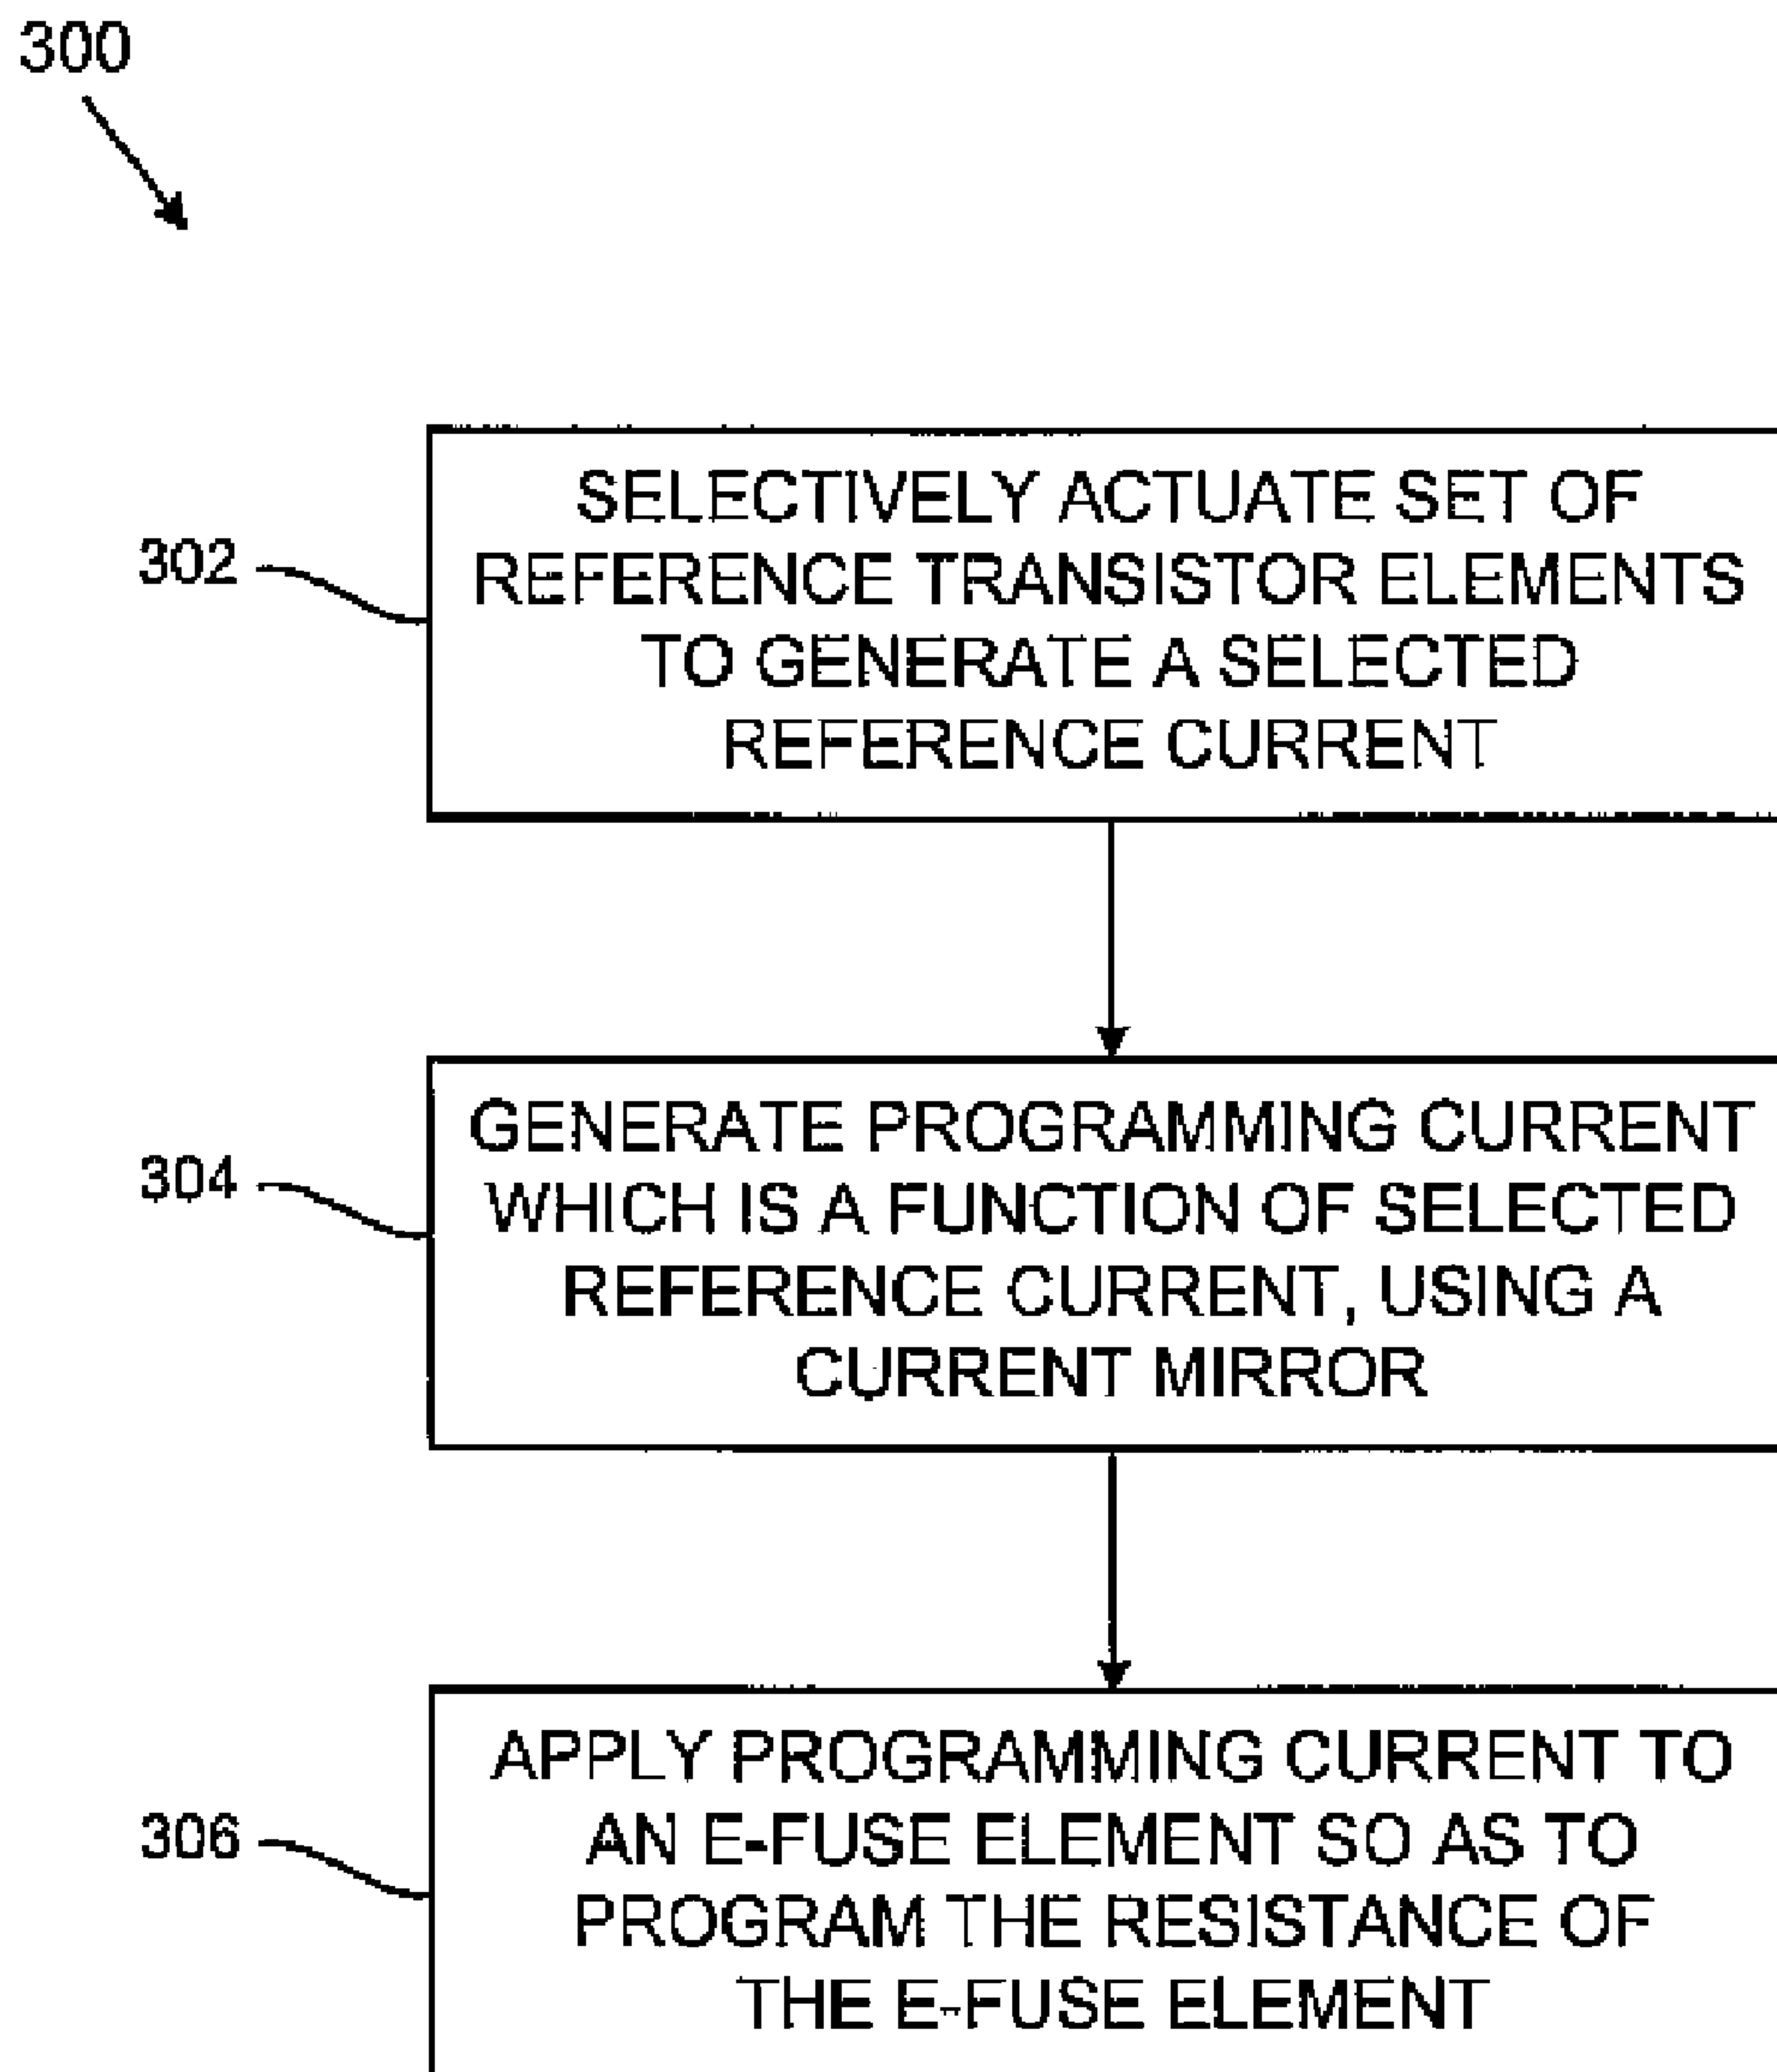 300
302
SELECTIVELY ACTUATE SET OF
REFERENCE TRANSISTOR ELEMENTS
TO GENERATE A SELECTED
REFERENCE CURRENT
304
GENERATE PROGRAMMING CURRENT
WHICH IS A FUNCTION OF SELECTED
REFERENCE CURRENT, USING A
CURRENT MIRROR
306
APPLY PROGRAMMING CURRENT TO
AN E-FUSE ELEMENT SO AS TO
PROGRAM THE RESISTANCE OF
THE E-FUSE ELEMENT